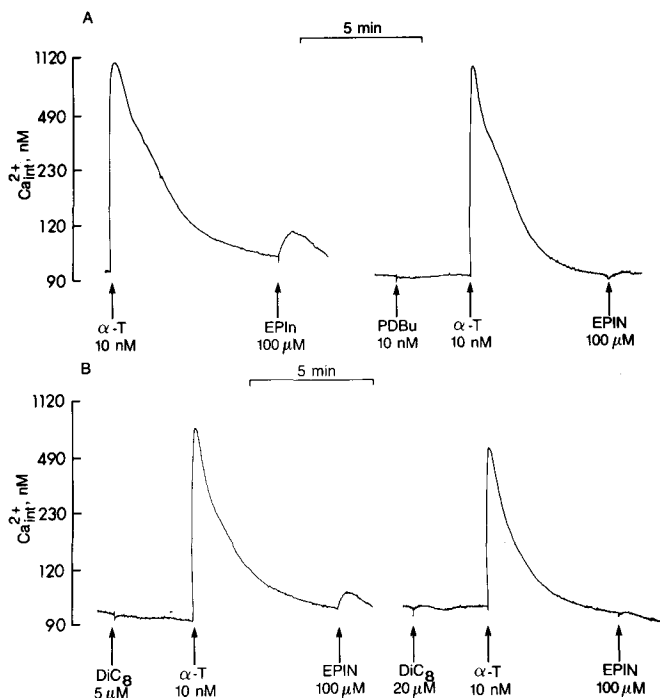 A
5 min
1120
490
230
120
90
Ca²⁺int, nM
α-T
10 nM
EPIn
100 μM
PDBu
10 nM
α-T
10 nM
EPIN
100 μM
B
5 min
1120
490
230
120
90
Ca²⁺int, nM
DiC8
5 μM
α-T
10 nM
EPIN
100 μM
DiC8
20 μM
α-T
10 nM
EPIN
100 μM